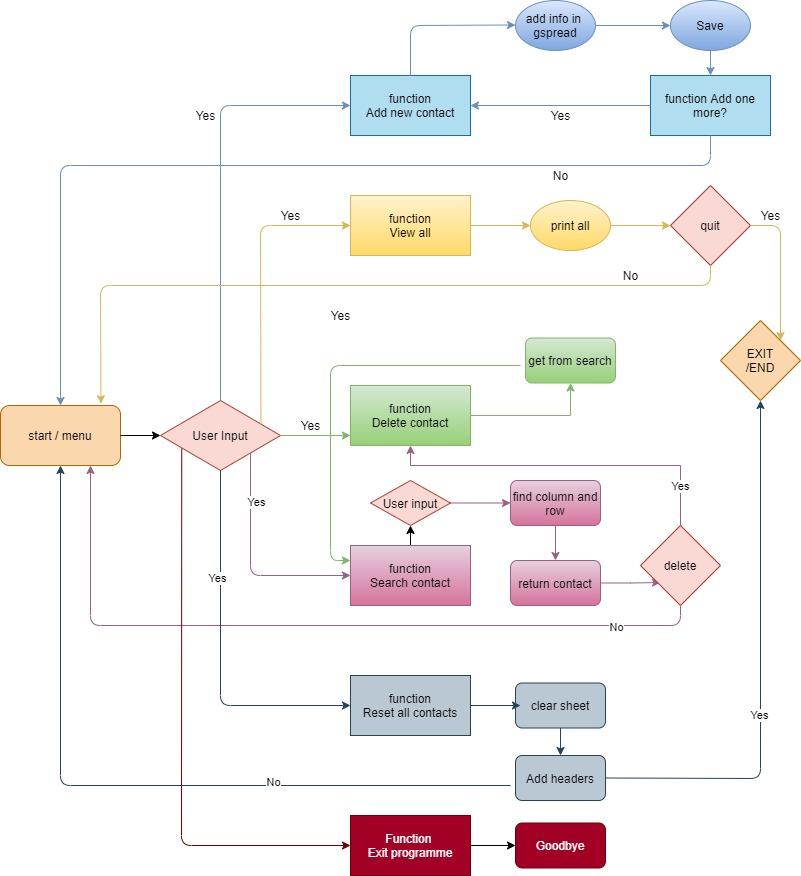 add info in
gspread
Save
function
Add new contact
function Add one
more?
Yes
Yes
No
Yes
function
View all
print all
quit
Yes
No
Yes
get from search
EXIT
/END
start / menu
User Input
Yes
function
Delete contact
Yes
Yes
User input
find column and
row
function
Search contact
return contact
delete
Yes
No
function
Reset all contacts
clear sheet
Yes
Add headers
No
Function
Exit programme
Goodbye